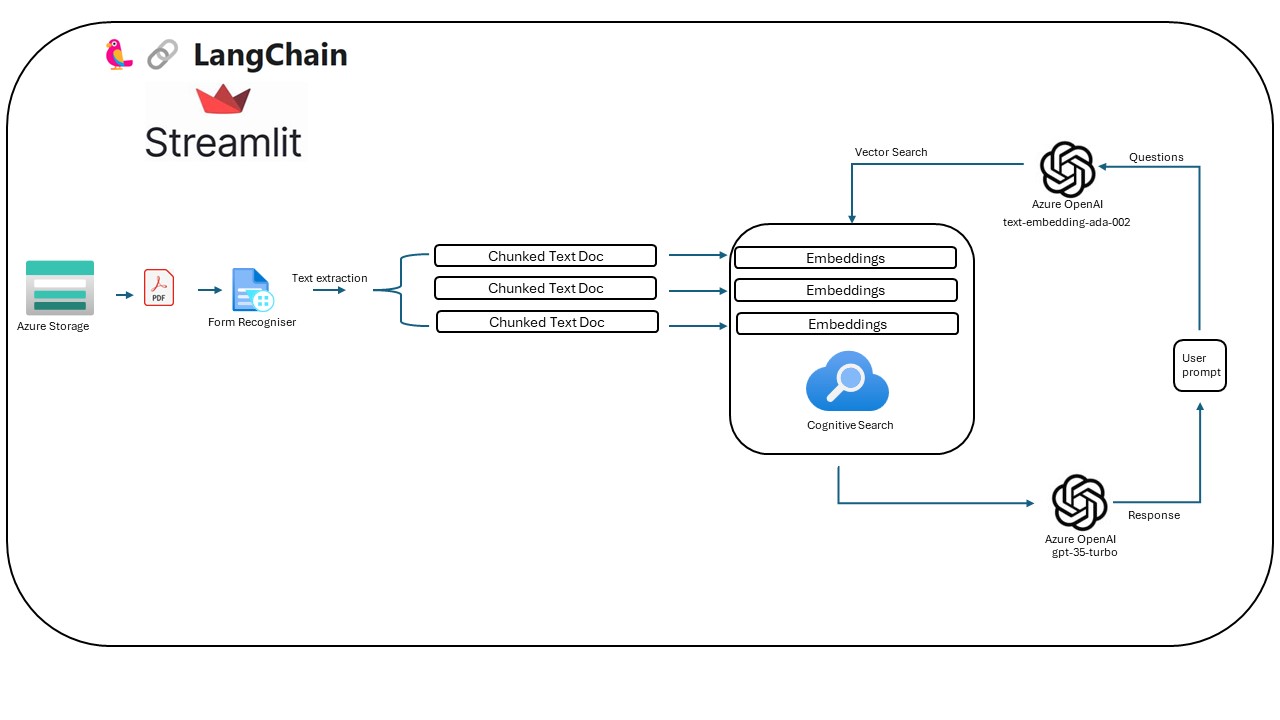 LangChain
Streamlit
Vector Search
Questions
Azure OpenAI
text-embedding-ada-002
Text extraction
Chunked Text Doc
Chunked Text Doc
Chunked Text Doc
Embeddings
Embeddings
Embeddings
PDF
Azure Storage
Form Recogniser
Cognitive Search
User
prompt
Response
Azure OpenAI
gpt-35-turbo